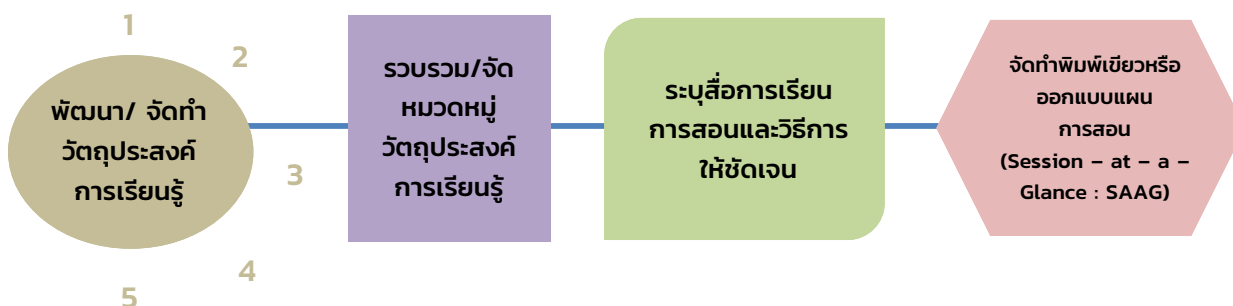 1
2
3
4
5
พัฒนา/ จัดทำ
วัตถุประสงค์
การเรียนรู้
รวบรวม/จัด
หมวดหมู่
วัตถุประสงค์
การเรียนรู้
ระบุสื่อการเรียน
การสอนและวิธีการ
ให้ชัดเจน
จัดทำพิมพ์เขียวหรือ
ออกแบบแผน
การสอน
(Session – at – a –
Glance : SAAG)